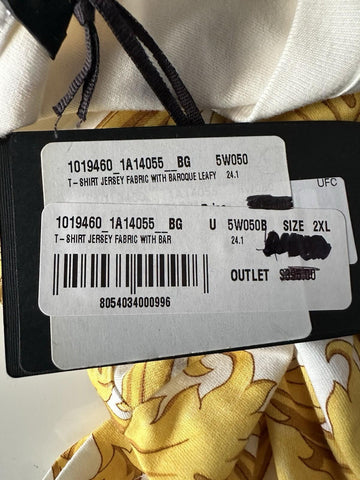 1019460_1A14055__BG 5W050
T-SHIRT JERSEY FABRIC WITH BAROQUE LEAFY 24.1
UFC
1019460_1A14055__BG U 5W050B SIZE 2XL
T-SHIRT JERSEY FABRIC WITH BAR 24.1
OUTLET
8054034000996